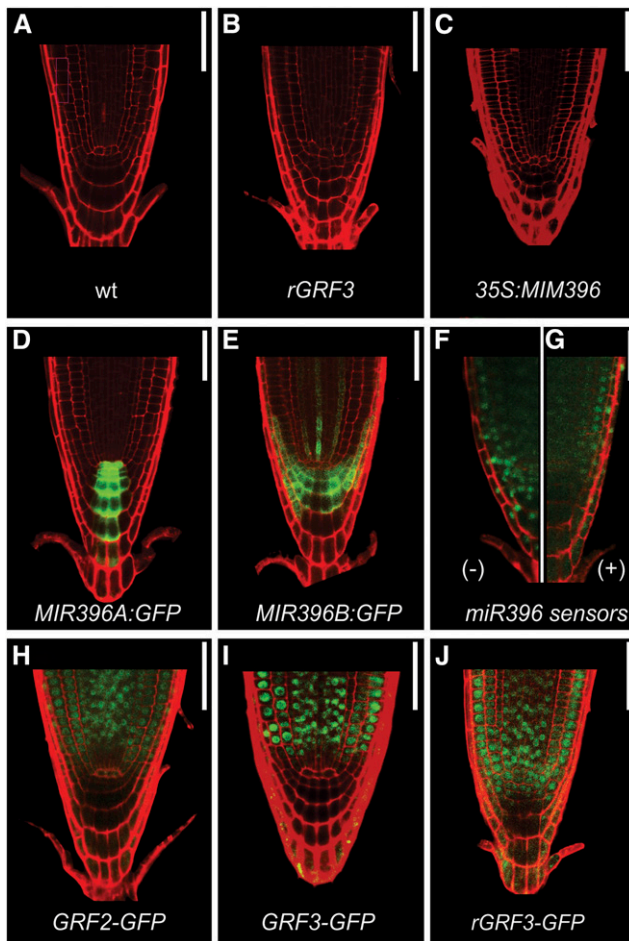 A
B
C
wt
rGRF3
35S:MIM396
D
E
F
G
MIR396A:GFP
MIR396B:GFP
(-)
(+)
miR396 sensors
H
I
J
GRF2-GFP
GRF3-GFP
rGRF3-GFP